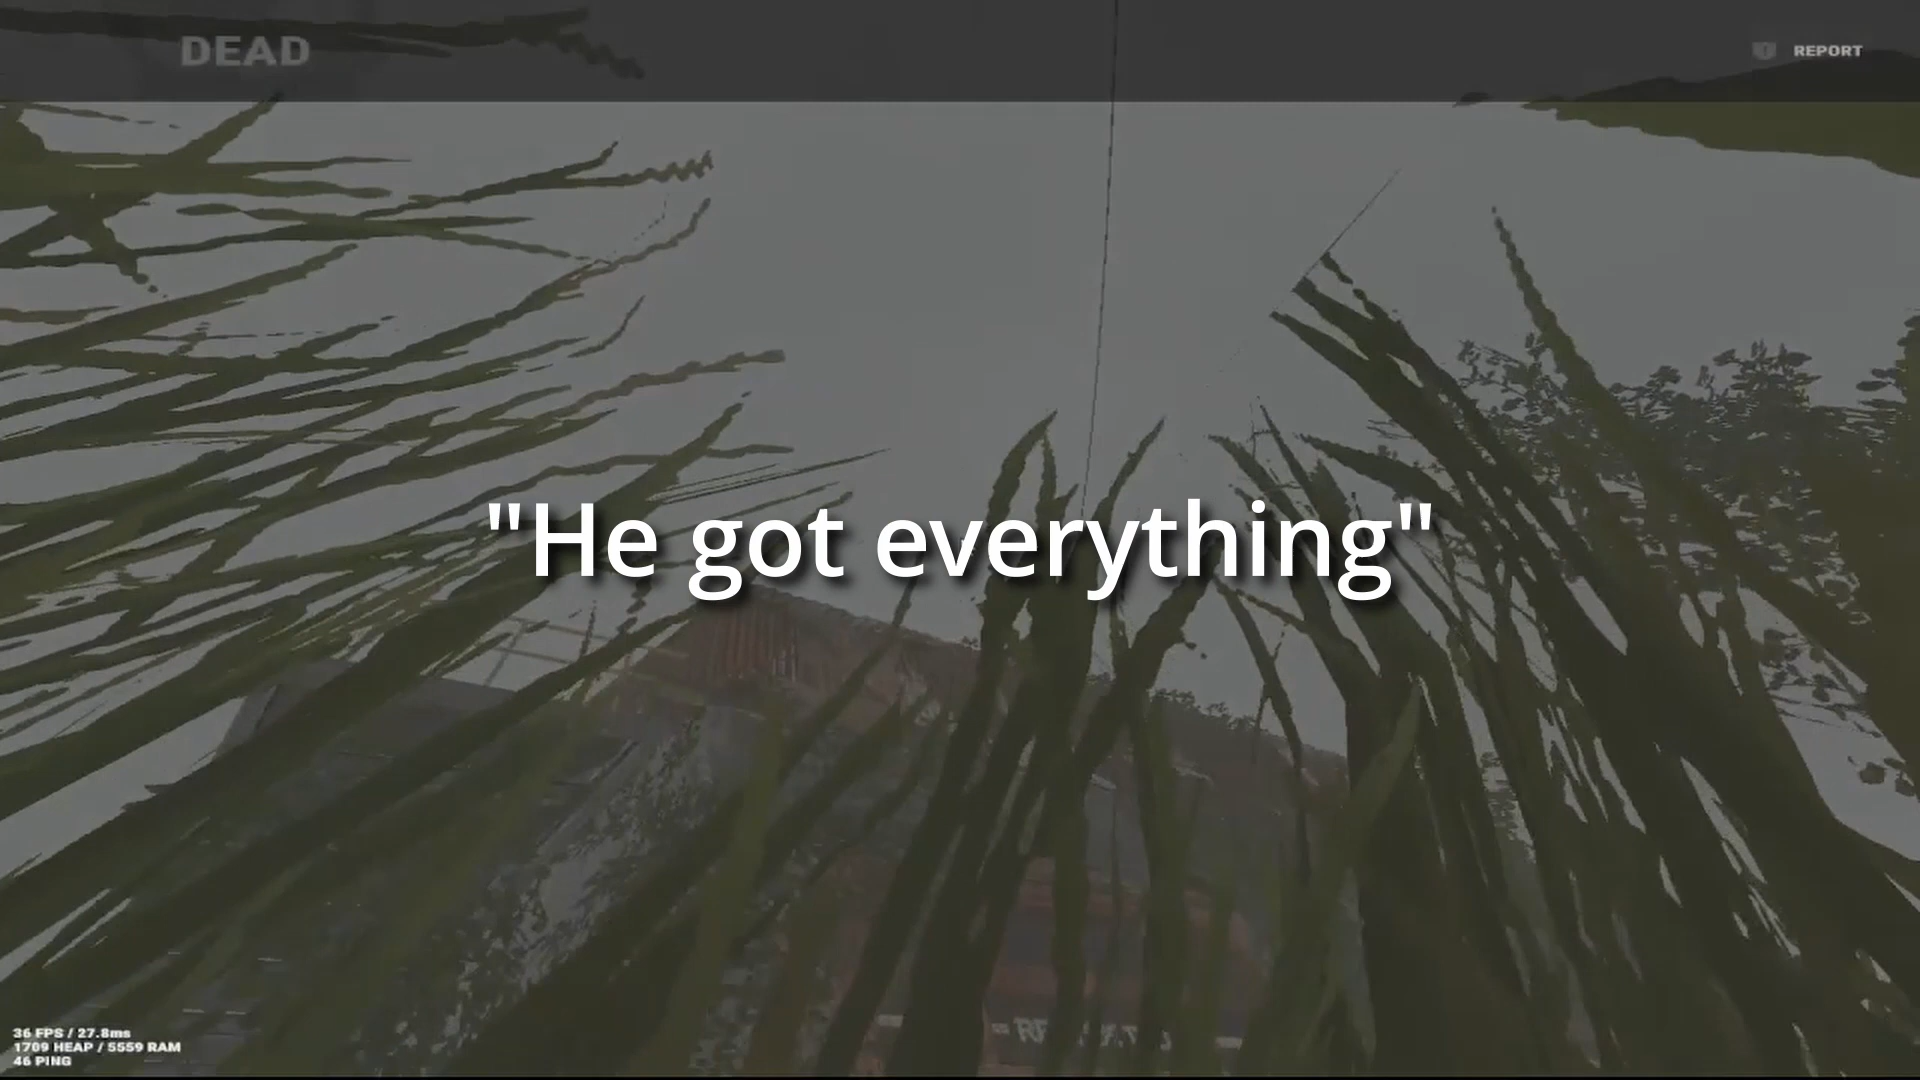 DEAD
REPORT
"He got everything"
36 FPS / 27.8ms
1709 HEAP / 5559 RAM
46 PING